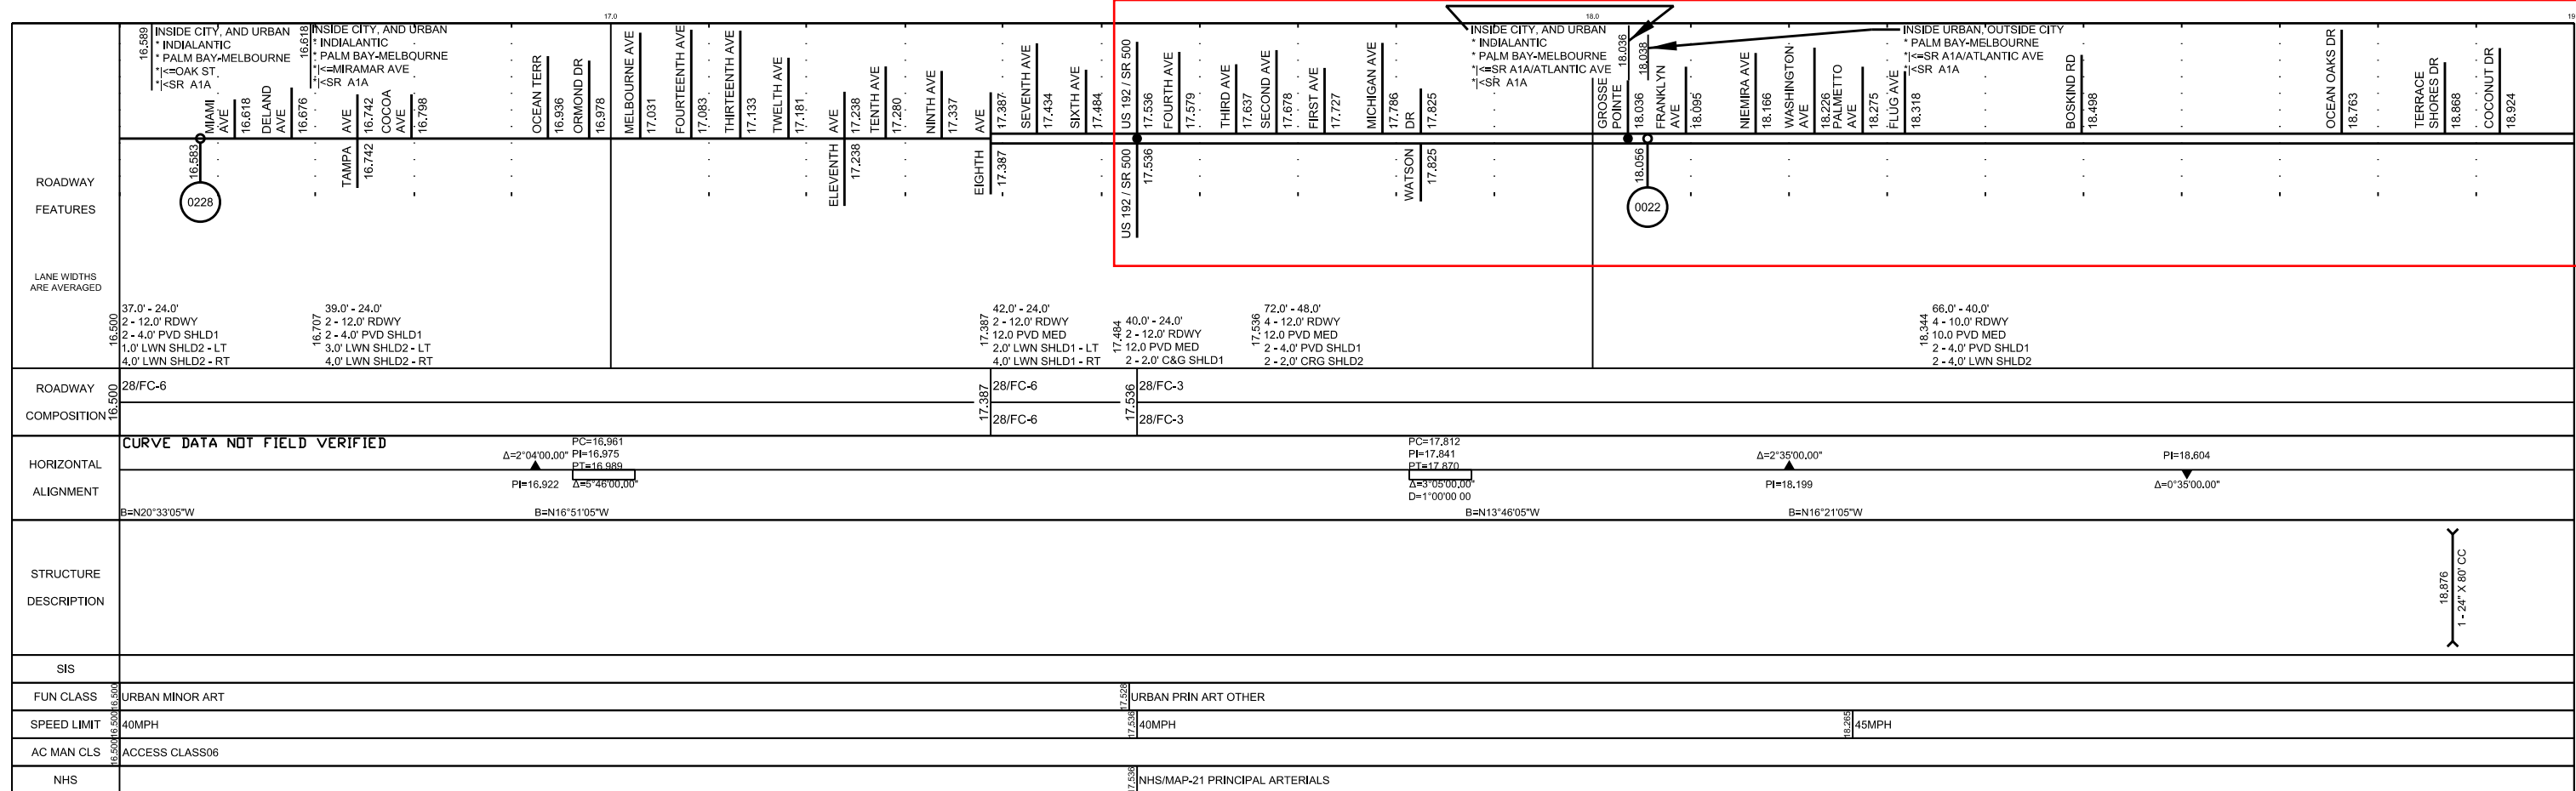 17.0
18.0
19
16.589
INSIDE CITY, AND URBAN
* INDIALANTIC
* PALM BAY-MELBOURNE
*|<=OAK ST
*|<SR A1A
16.618
INSIDE CITY, AND URBAN
* INDIALANTIC
* PALM BAY-MELBOURNE
*|<=MIRAMAR AVE
*|<SR A1A
INSIDE CITY, AND URBAN
* INDIALANTIC
* PALM BAY-MELBOURNE
*|<=SR A1A/ATLANTIC AVE
*|<SR A1A
18.036
18.038
INSIDE URBAN, OUTSIDE CITY
* PALM BAY-MELBOURNE
*|<=SR A1A/ATLANTIC AVE
*|<SR A1A
MIAMI
AVE
16.618
DELAND
AVE
16.676
AVE
16.742
COCOA
AVE
16.798
OCEAN TERR
16.936
ORMOND DR
16.978
MELBOURNE AVE
17.031
FOURTEENTH AVE
17.083
THIRTEENTH AVE
17.133
TWELTH AVE
17.181
AVE
17.238
TENTH AVE
17.280
NINTH AVE
17.337
AVE
17.387
SEVENTH AVE
17.434
SIXTH AVE
17.484
US 192 / SR 500
17.536
FOURTH AVE
17.579
THIRD AVE
17.637
SECOND AVE
17.678
FIRST AVE
17.727
MICHIGAN AVE
17.786
DR
17.825
GROSSE
POINTE
18.036
FRANKLYN
AVE
18.095
NIEMIRA AVE
18.166
WASHINGTON
AVE
18.226
PALMETTO
AVE
18.275
FLUG AVE
18.318
BOSKIND RD
18.498
OCEAN OAKS DR
18.763
TERRACE
SHORES DR
18.868
COCONUT DR
18.924
ROADWAY
FEATURES
16.583
0228
TAMPA
16.742
ELEVENTH
17.238
EIGHTH
17.387
US 192 / SR 500
17.536
WATSON
17.825
18.056
0022
LANE WIDTHS
ARE AVERAGED
16.500
37.0' - 24.0'
2 - 12.0' RDWY
2 - 4.0' PVD SHLD1
1.0' LWN SHLD2 - LT
4.0' LWN SHLD2 - RT
16.707
39.0' - 24.0'
2 - 12.0' RDWY
2 - 4.0' PVD SHLD1
3.0' LWN SHLD2 - LT
4.0' LWN SHLD2 - RT
17.387
42.0' - 24.0'
2 - 12.0' RDWY
12.0 PVD MED
2.0' LWN SHLD1 - LT
4.0' LWN SHLD1 - RT
17.484
40.0' - 24.0'
2 - 12.0' RDWY
12.0 PVD MED
2 - 2.0' C&G SHLD1
17.536
72.0' - 48.0'
4 - 12.0' RDWY
12.0 PVD MED
2 - 4.0' PVD SHLD1
2 - 2.0' CRG SHLD2
18.344
66.0' - 40.0'
4 - 10.0' RDWY
10.0 PVD MED
2 - 4.0' PVD SHLD1
2 - 4.0' LWN SHLD2
ROADWAY
COMPOSITION
16.500
28/FC-6
17.387
28/FC-6
28/FC-6
17.536
28/FC-3
28/FC-3
HORIZONTAL
ALIGNMENT
CURVE DATA NOT FIELD VERIFIED
Δ=2°04'00.00"
PI=16.922
PC=16.961
PI=16.975
PT=16.989
Δ=5°46'00.00"
PC=17.812
PI=17.841
PT=17.870
Δ=3°05'00.00"
D=1°00'00 00
Δ=2°35'00.00"
PI=18.199
PI=18.604
Δ=0°35'00.00"
B=N20°33'05"W
B=N16°51'05"W
B=N13°46'05"W
B=N16°21'05"W
STRUCTURE
DESCRIPTION
18.876
1 - 24" X 80' CC
SIS
FUN CLASS
16.500
URBAN MINOR ART
17.528
URBAN PRIN ART OTHER
SPEED LIMIT
16.500
40MPH
17.536
40MPH
18.265
45MPH
AC MAN CLS
16.500
ACCESS CLASS06
NHS
17.536
NHS/MAP-21 PRINCIPAL ARTERIALS